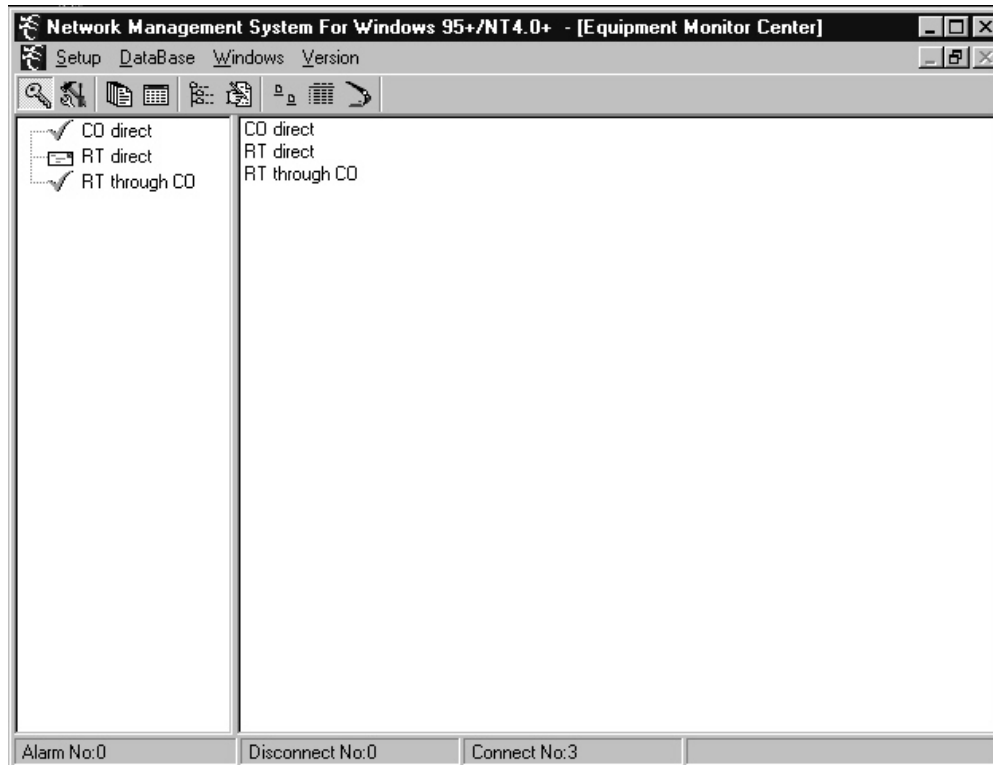 Network Management System For Windows 95+/NT4.0+ - [Equipment Monitor Center]
Setup DataBase Windows Version
CO direct
RT direct
RT through CO
CO direct
RT direct
RT through CO
Alarm No:0 Disconnect No:0 Connect No:3